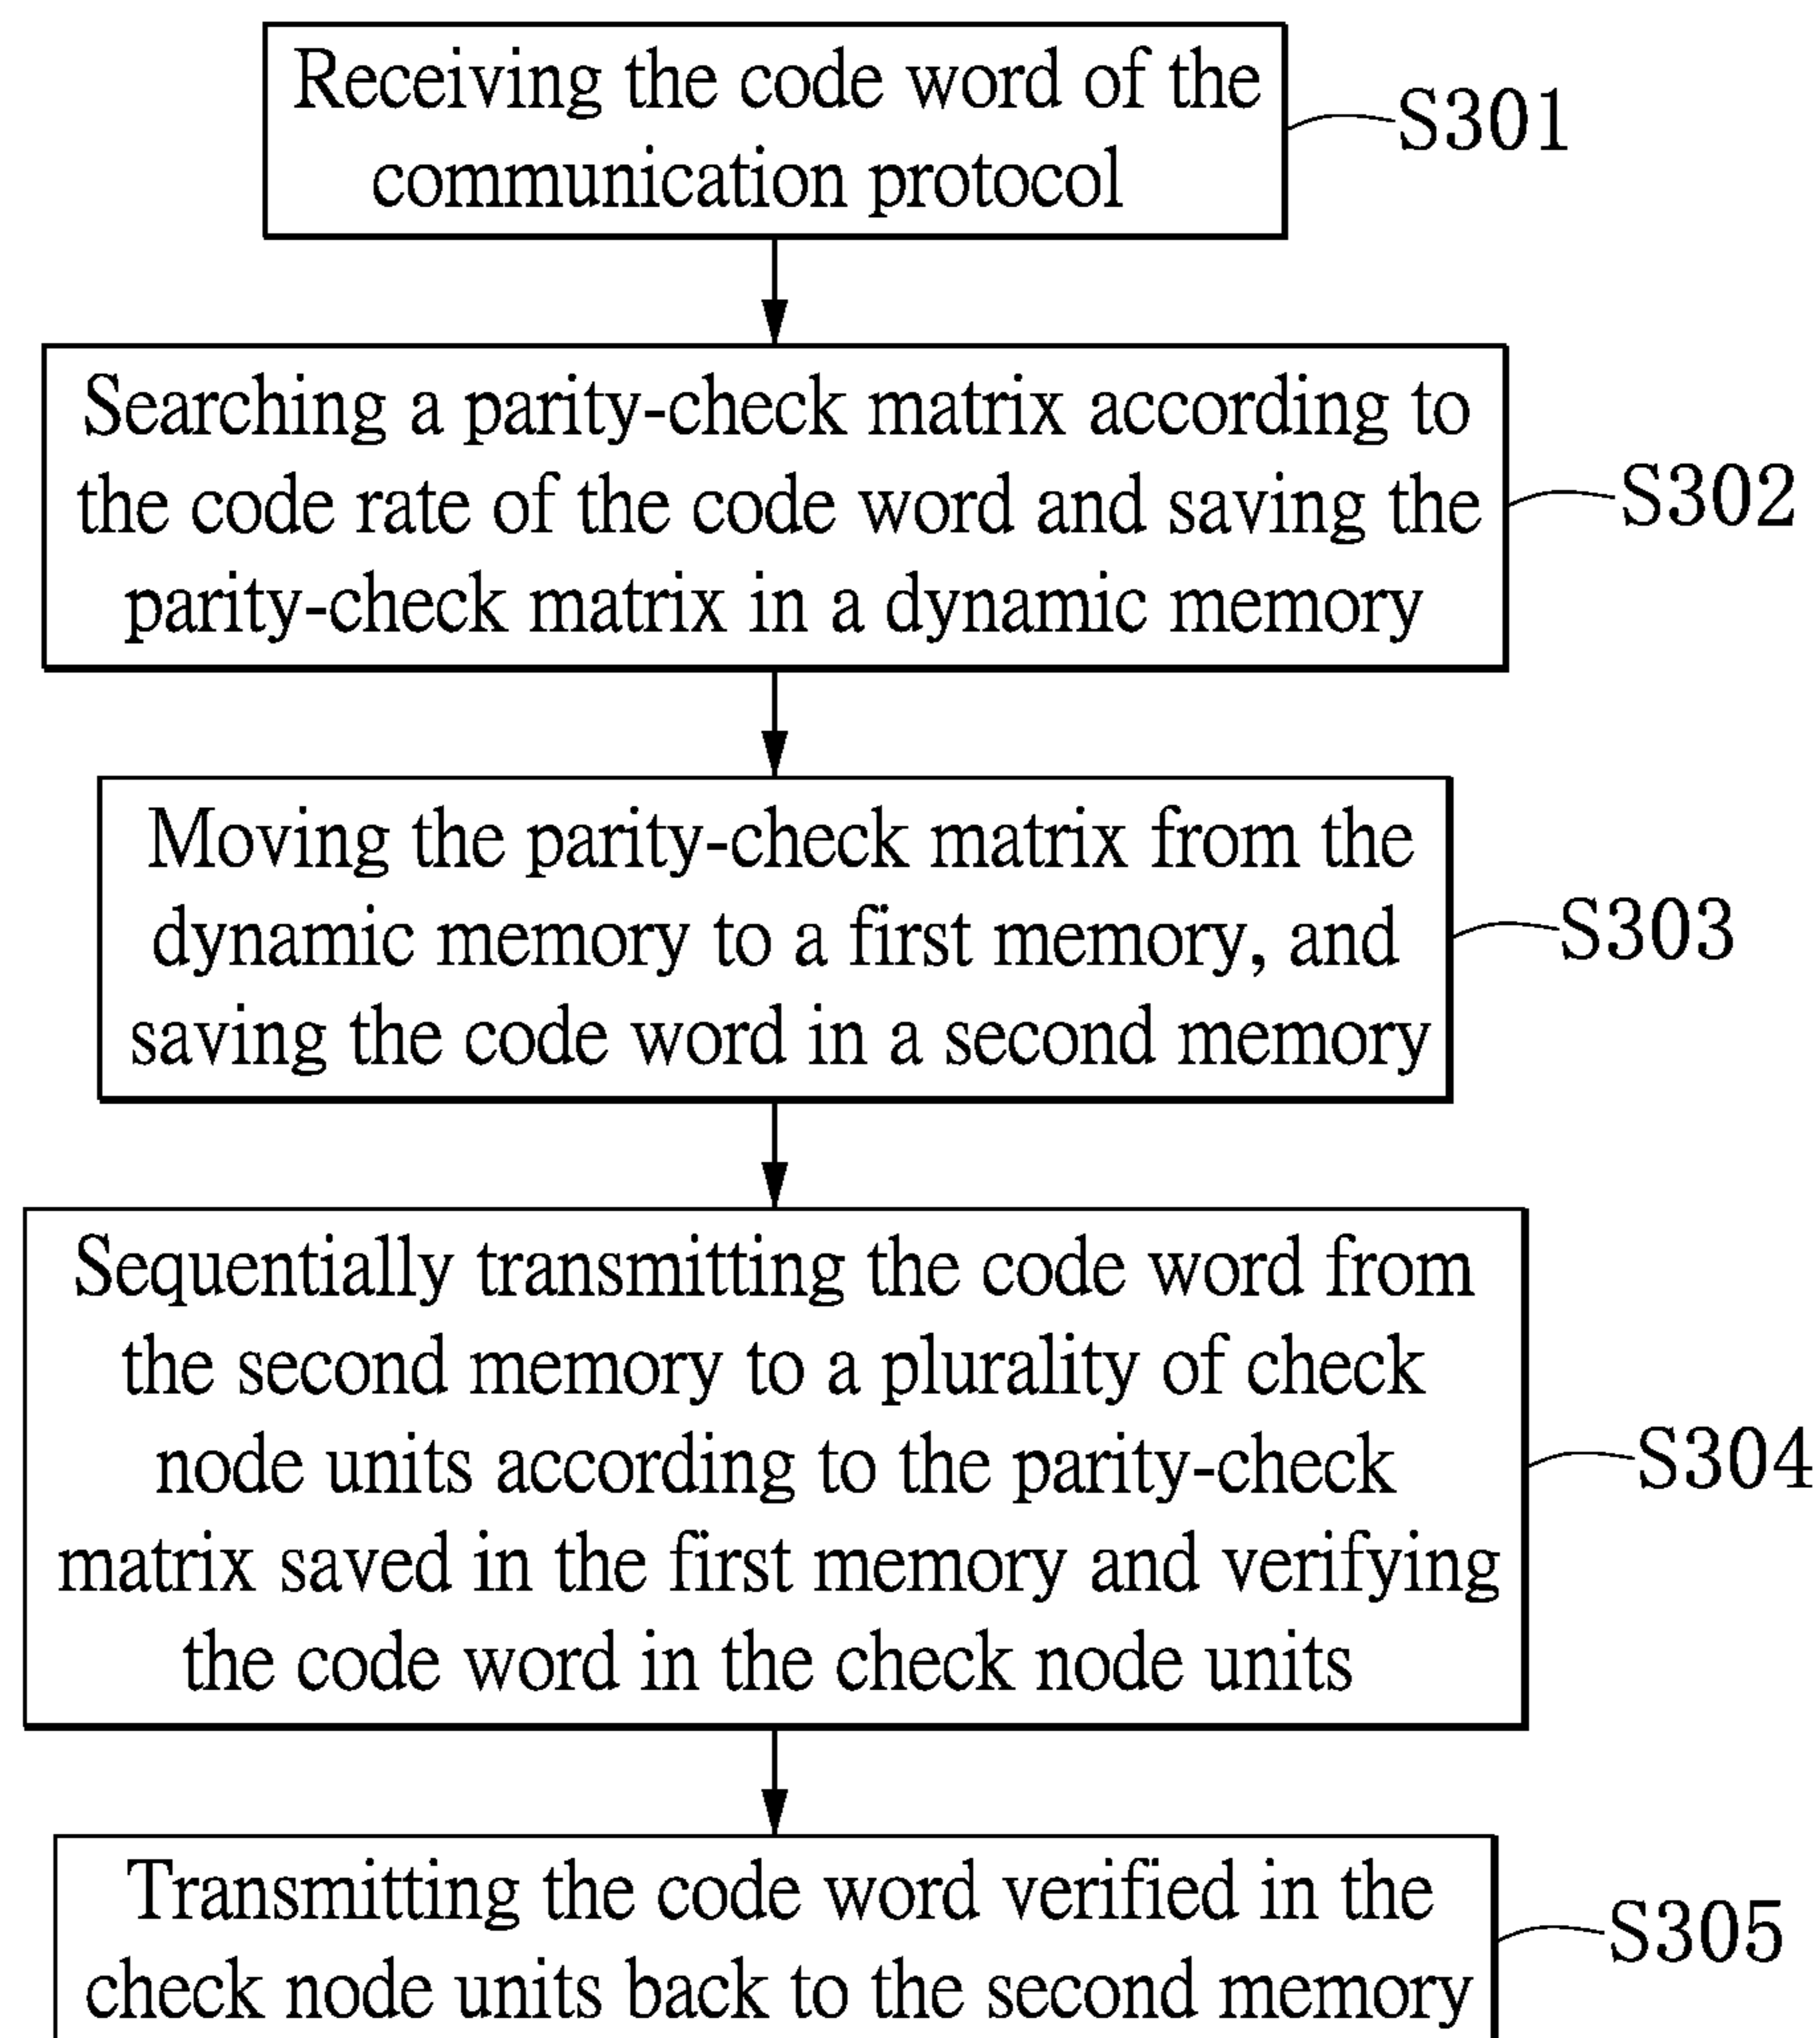 Receiving the code word of the
communication protocol
S301
Searching a parity-check matrix according to
the code rate of the code word and saving the
parity-check matrix in a dynamic memory
S302
Moving the parity-check matrix from the
dynamic memory to a first memory, and
saving the code word in a second memory
S303
Sequentially transmitting the code word from
the second memory to a plurality of check
node units according to the parity-check
matrix saved in the first memory and verifying
the code word in the check node units
S304
Transmitting the code word verified in the
check node units back to the second memory
S305